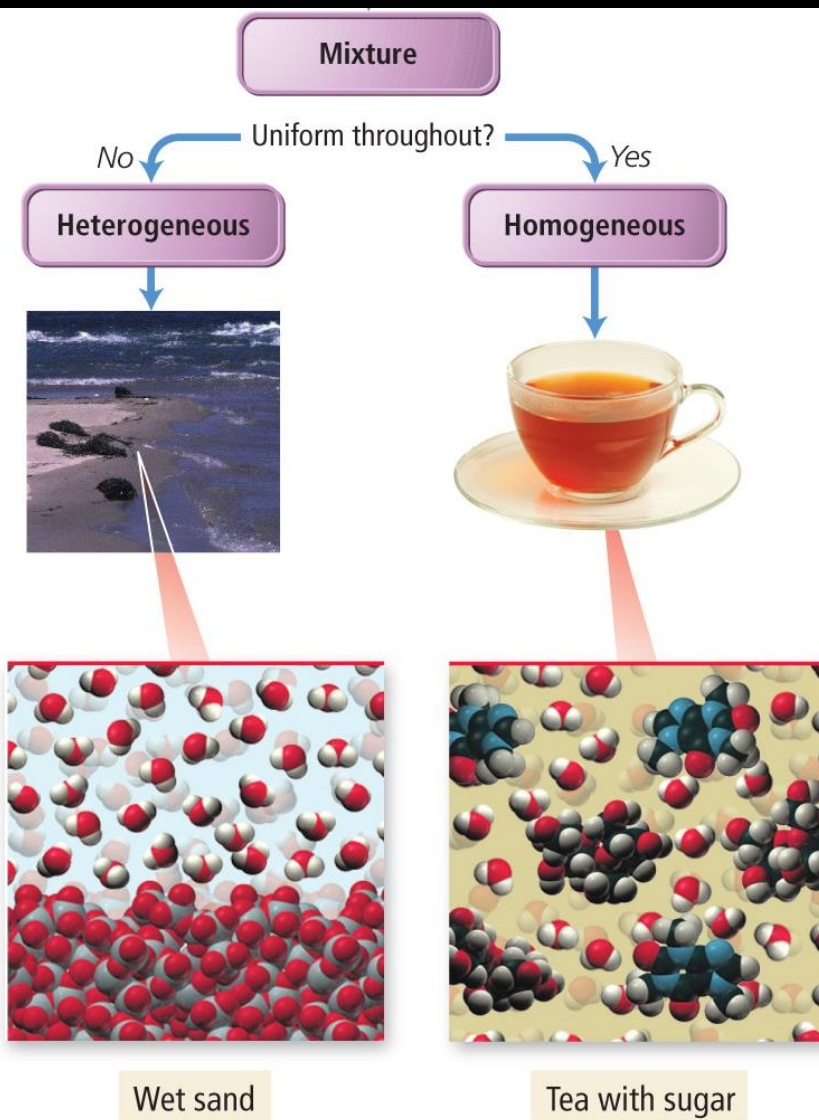 Mixture
Uniform throughout?
No
Yes
Heterogeneous
Homogeneous
Wet sand
Tea with sugar